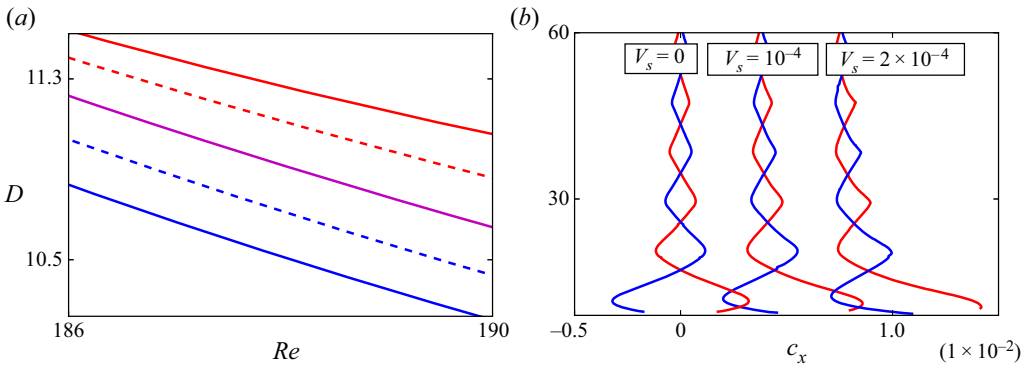 (a)
11.3
D
10.5
186
190
Re
(b)
60
V_s = 0
V_s = 10^{–4}
V_s = 2 × 10^{–4}
30
–0.5
0
1.0
c_x
(1 × 10^{–2})